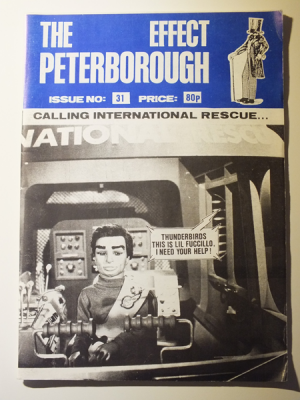 THE EFFECT
PETERBOROUGH
ISSUE NO: 31 PRICE: 80p
CALLING INTERNATIONAL RESCUE...
THUNDERBIRDS
THIS IS LIL FUCCILLO.
I NEED YOUR HELP!